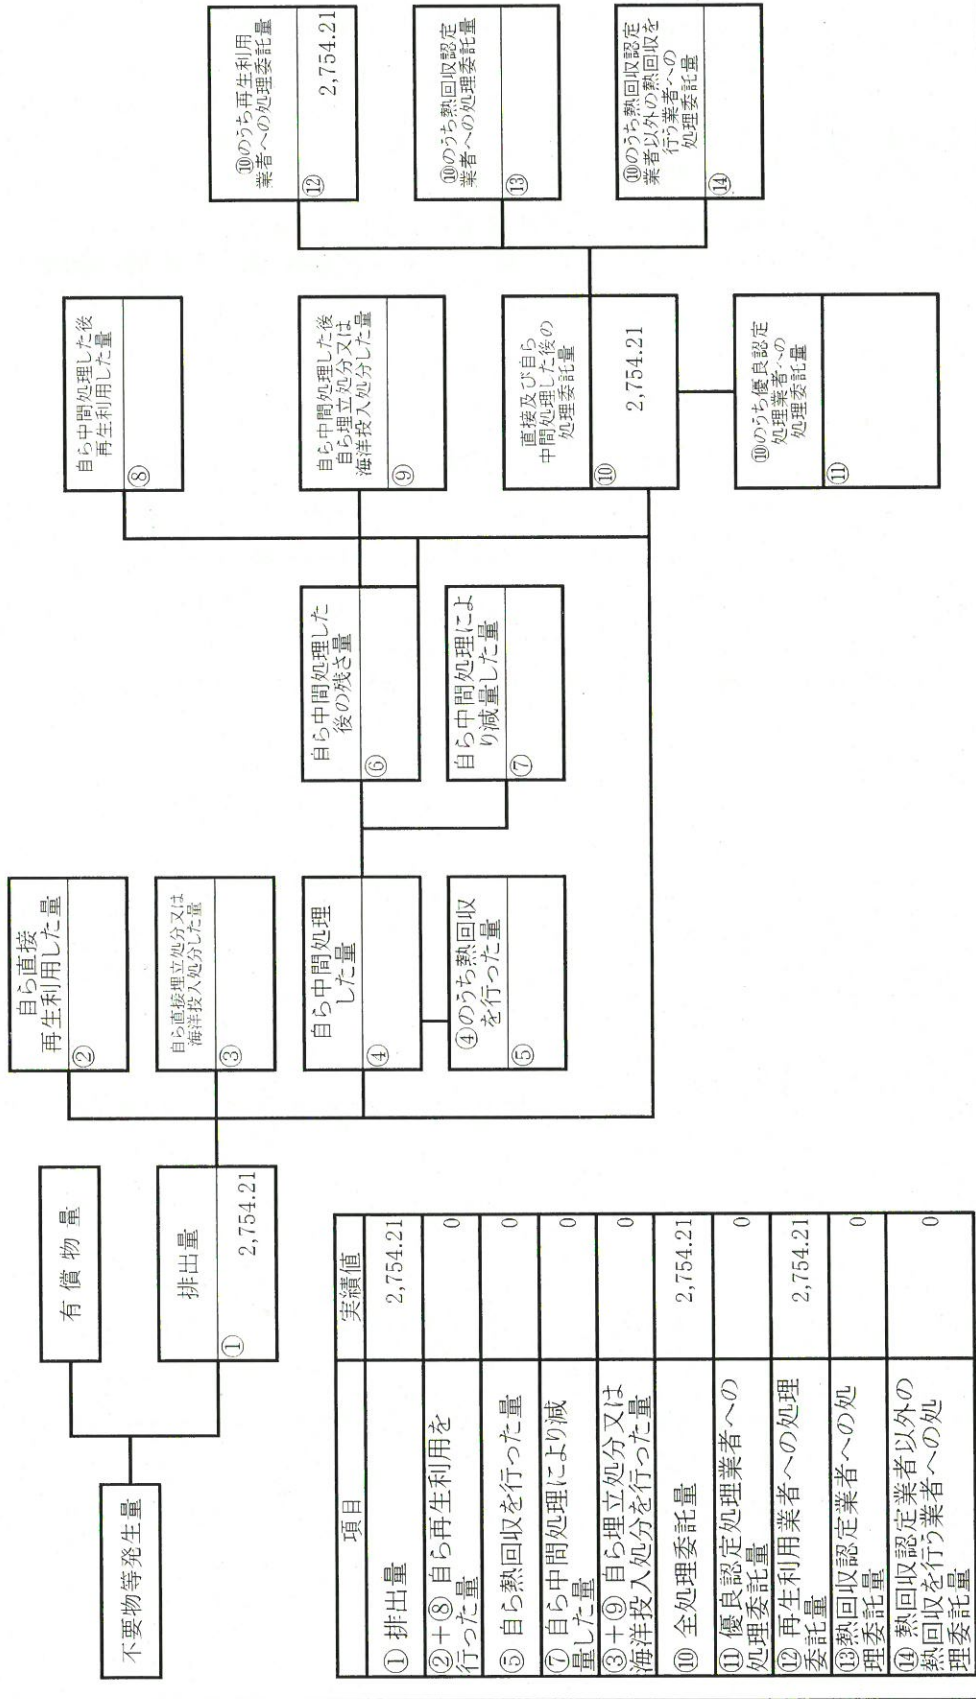 不要物等発生量
有償物量
排出量
①
2,754.21
自ら直接
再生利用した量
②
自ら直接埋立処分又は
海洋投入処分した量
③
自ら中間処理
した量
④
④のうち熱回収
を行った量
⑤
自ら中間処理した
後の残さ量
⑥
自ら中間処理によ
り減量した量
⑦
自ら中間処理した後
再生利用した量
⑧
自ら中間処理した後
自ら埋立処分又は
海洋投入処分した量
⑨
直接及び自ら
中間処理した後の
処理委託量
⑩
2,754.21
⑩のうち優良認定
処理業者への
処理委託量
⑪
⑩のうち再生利用
業者への処理委託量
⑫
2,754.21
⑩のうち熱回収認定
業者への処理委託量
⑬
⑩のうち熱回収認定
業者以外の熱回収を
行う業者への
処理委託量
⑭
項目 実績値
①排出量 2,754.21
②+⑧ 自ら再生利用を 0
行った量
⑤ 自ら熱回収を行った量 0
⑦ 自ら中間処理により減 0
量した量
③+⑨ 自ら埋立処分又は 0
海洋投入処分を行った量
⑩ 全処理委託量 2,754.21
⑪ 優良認定処理業者への 0
処理委託量
⑫ 再生利用業者への処理 2,754.21
委託量
⑬熱回収認定業者への処 0
理委託量
⑭ 熱回収認定業者以外の 0
熱回収を行う業者への処
理委託量